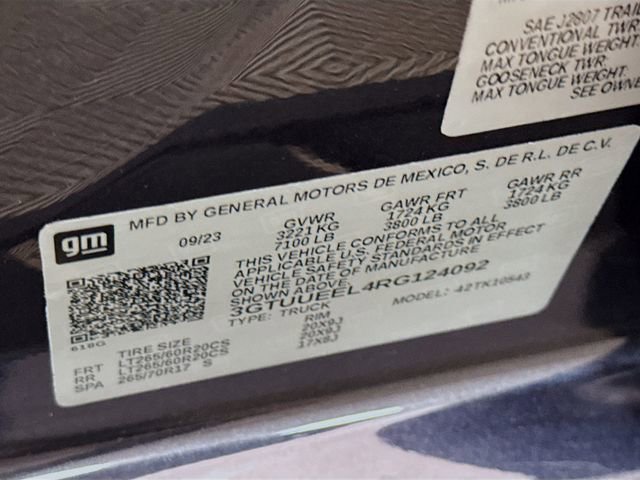 SAE J2807 TRAIL
CONVENTIONAL TWR:
MAX TONGUE WEIGHT
GOOSENECK TWR:
MAX TONGUE WEIGHT:
SEE OWNE
gm
MFD BY GENERAL MOTORS DE MEXICO, S. DE R.L. DE C.V.
09/23 GVWR GAWR FRT GAWR RR
3221 KG 1724 KG 1724 KG
7100 LB 3800 LB 3800 LB
THIS VEHICLE CONFORMS TO ALL
APPLICABLE U.S. FEDERAL MOTOR
VEHICLE SAFETY STANDARDS IN EFFECT
ON THE DATE OF MANUFACTURE
SHOWN ABOVE
3GTUUEEL4RG124092
TYPE: TRUCK MODEL: 42TK10543
618G
TIRE SIZE RIM
FRT LT265/60R20CS 20X9J
RR LT265/60R20CS 20X9J
SPA 265/70R17 S 17X8J